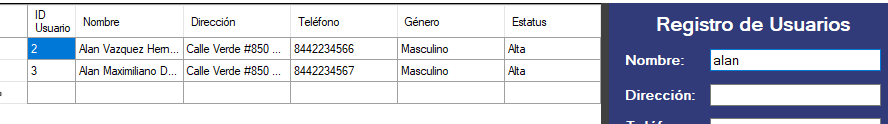 ID Usuario Nombre Dirección Teléfono Género Estatus
2 Alan Vazquez Hern... Calle Verde #850 ... 8442234566 Masculino Alta
3 Alan Maximiliano D... Calle Verde #850 ... 8442234567 Masculino Alta
Registro de Usuarios
Nombre: alan
Dirección: